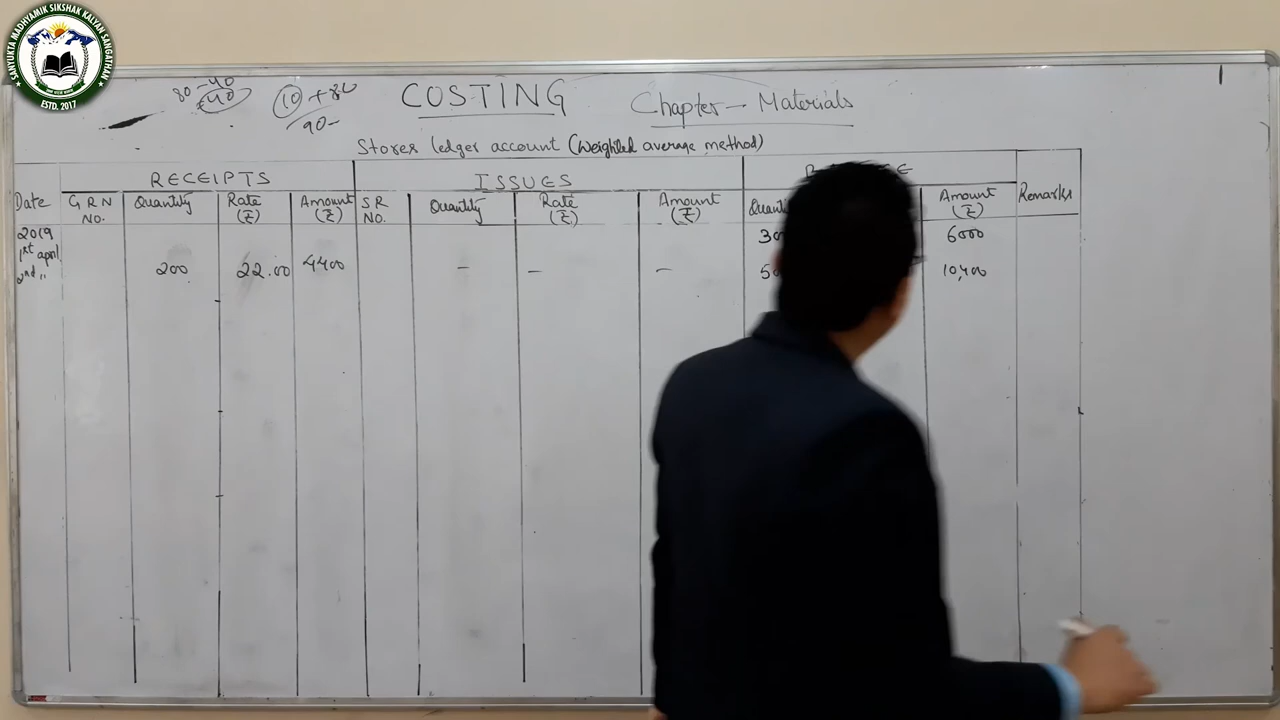 SANYUKTA MADHYAMIK SIKSHAK KALYAN SANGATHAN
ESTD. 2017
80-40
40
10 + 80
90-
COSTING
Chapter - Materials
Stores ledger account (Weighted average method)
RECEIPTS ISSUES
Date GRN No. Quantity Rate (₹) Amount (₹) SR No. Quantity Rate (₹) Amount (₹) Amount (₹) Remarks
2019
1st april 6000
2nd " 200 22.00 4400 - - - 10,400